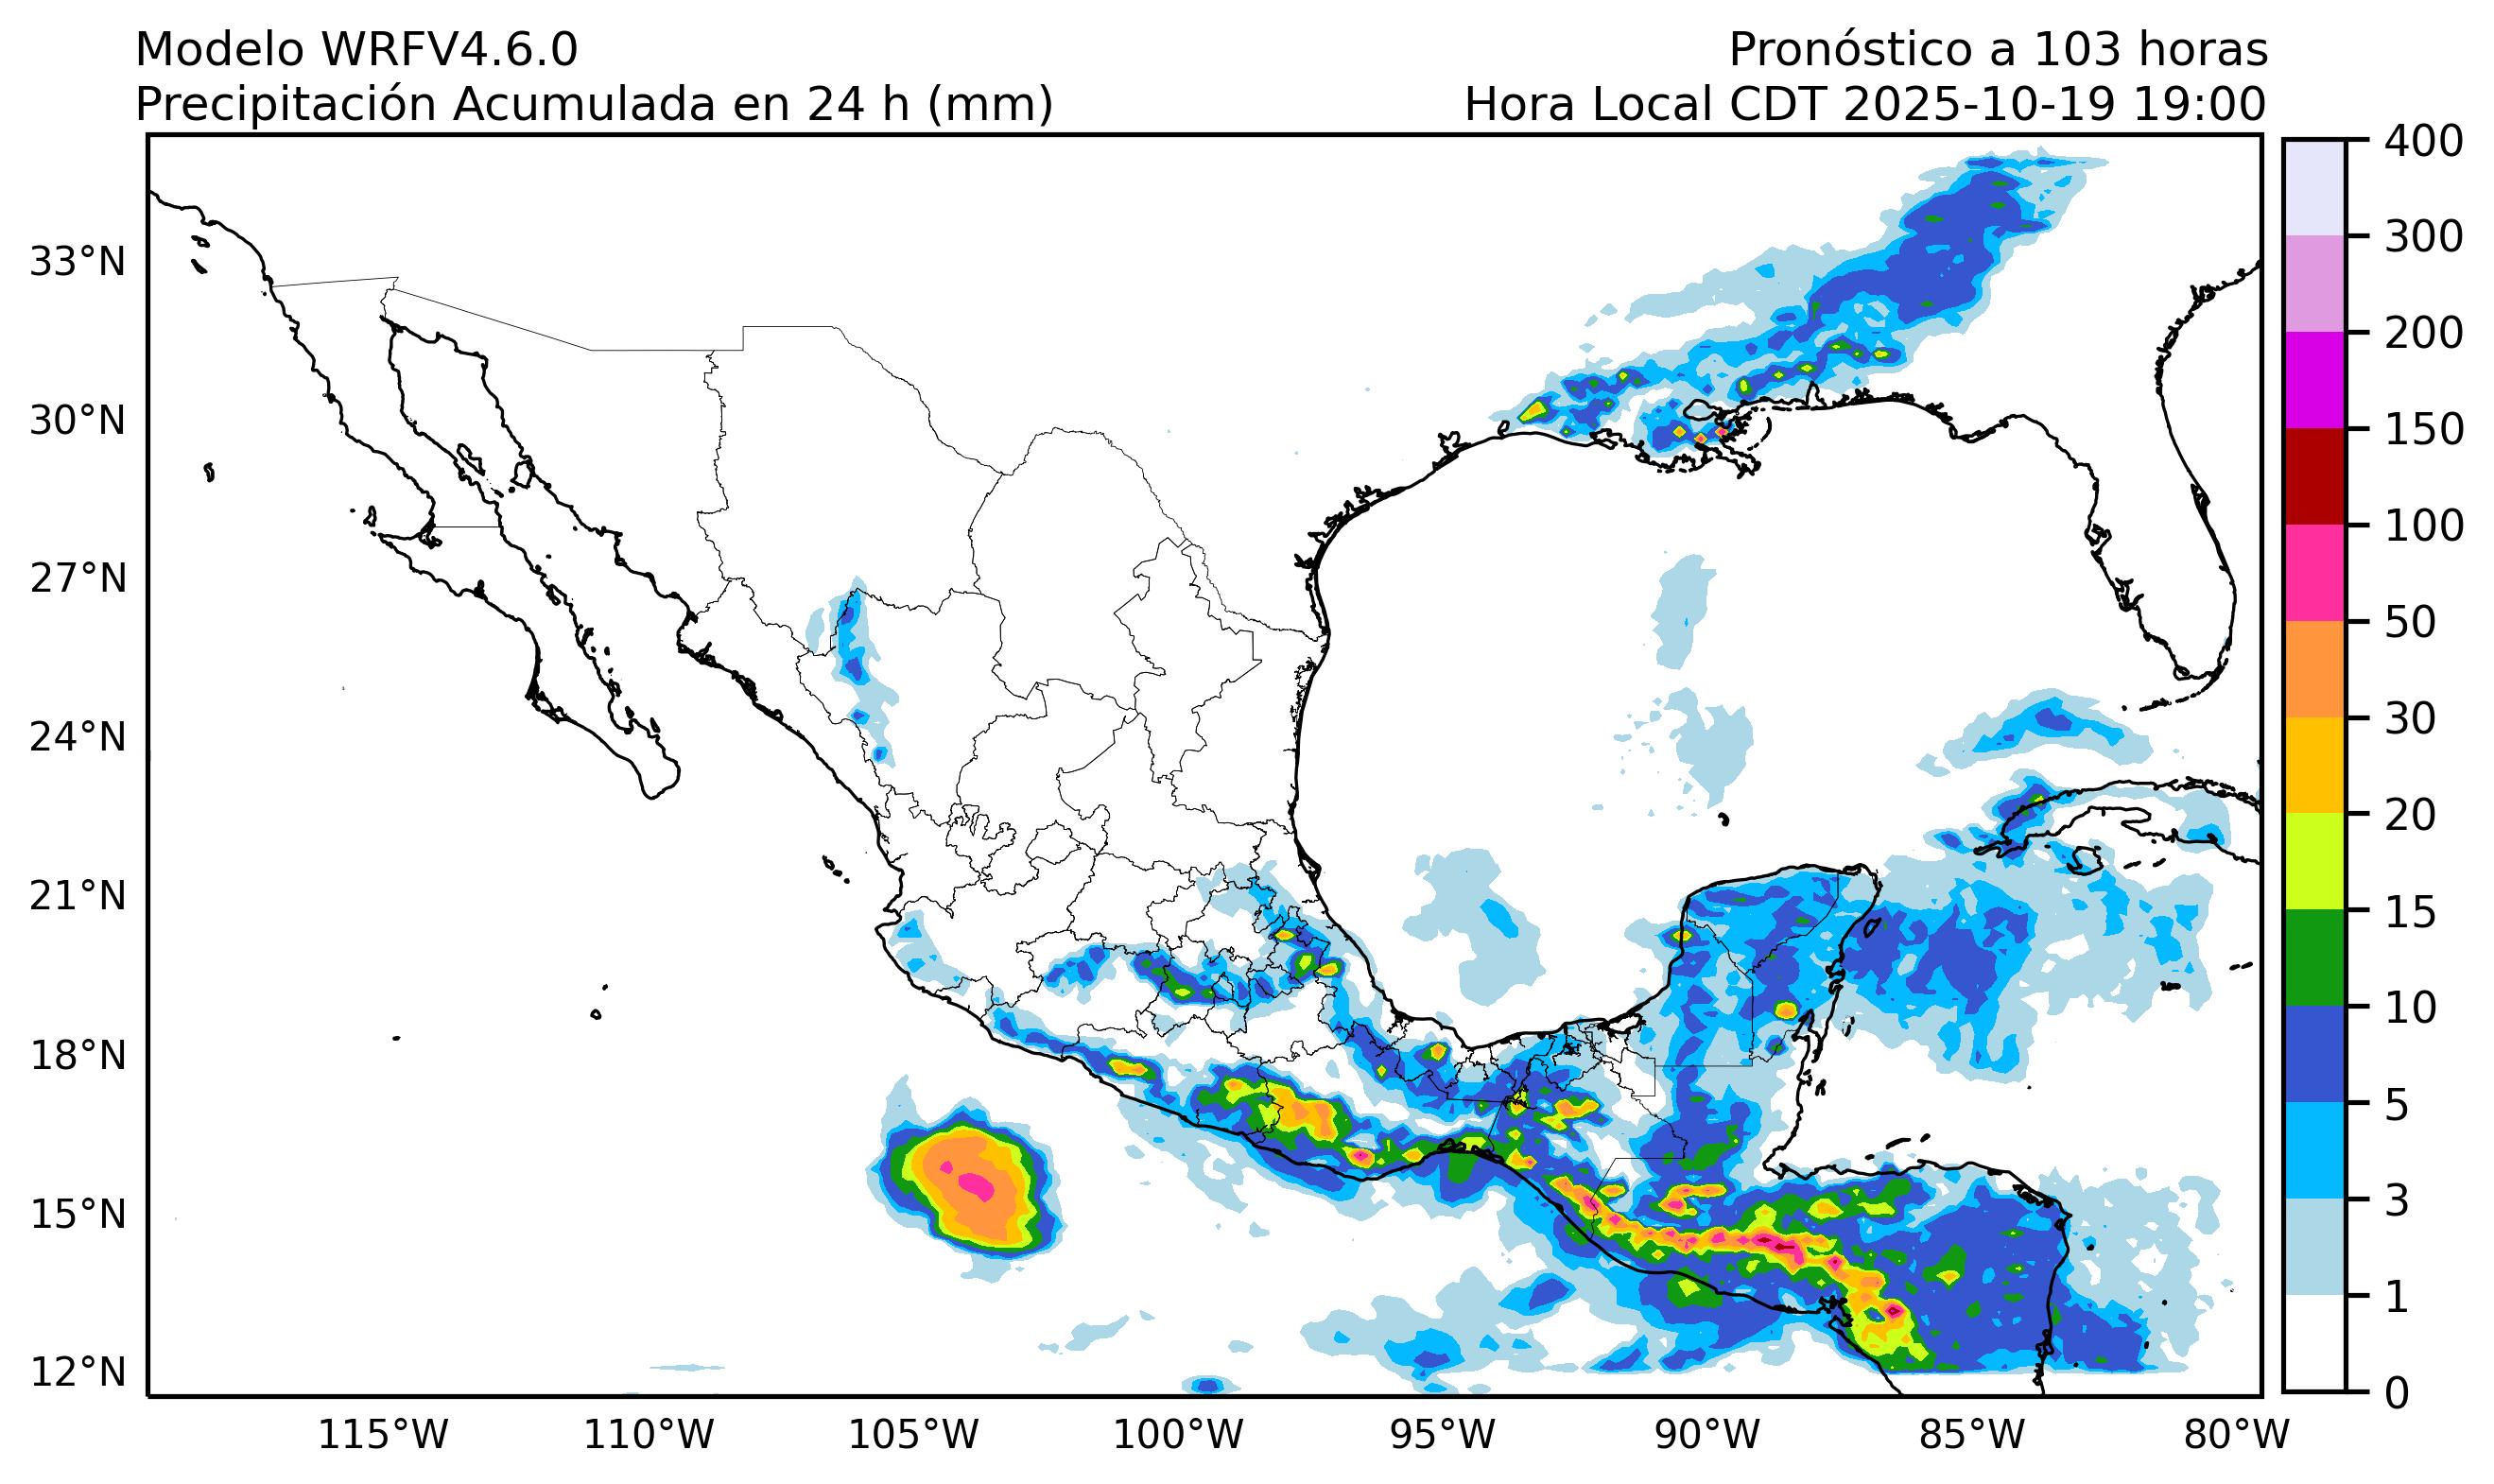 Modelo WRFV4.6.0
Pronóstico a 103 horas
Precipitación Acumulada en 24 h (mm)
Hora Local CDT 2025-10-19 19:00
33°N
30°N
27°N
24°N
21°N
18°N
15°N
12°N
115°W
110°W
105°W
100°W
95°W
90°W
85°W
80°W
400
300
200
150
100
50
30
20
15
10
5
3
1
0